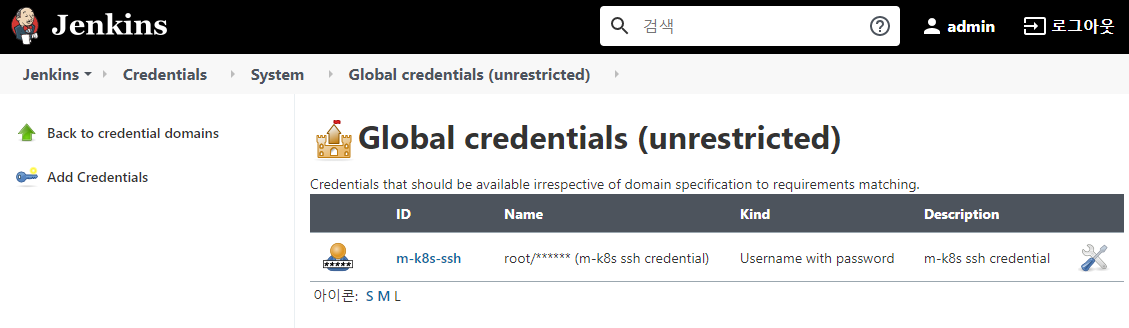 Jenkins 검색 admin 로그아웃
Jenkins Credentials System Global credentials (unrestricted)
Back to credential domains
Add Credentials
Global credentials (unrestricted)
Credentials that should be available irrespective of domain specification to requirements matching.
ID Name Kind Description
m-k8s-ssh root/****** (m-k8s ssh credential) Username with password m-k8s ssh credential
아이콘: S M L